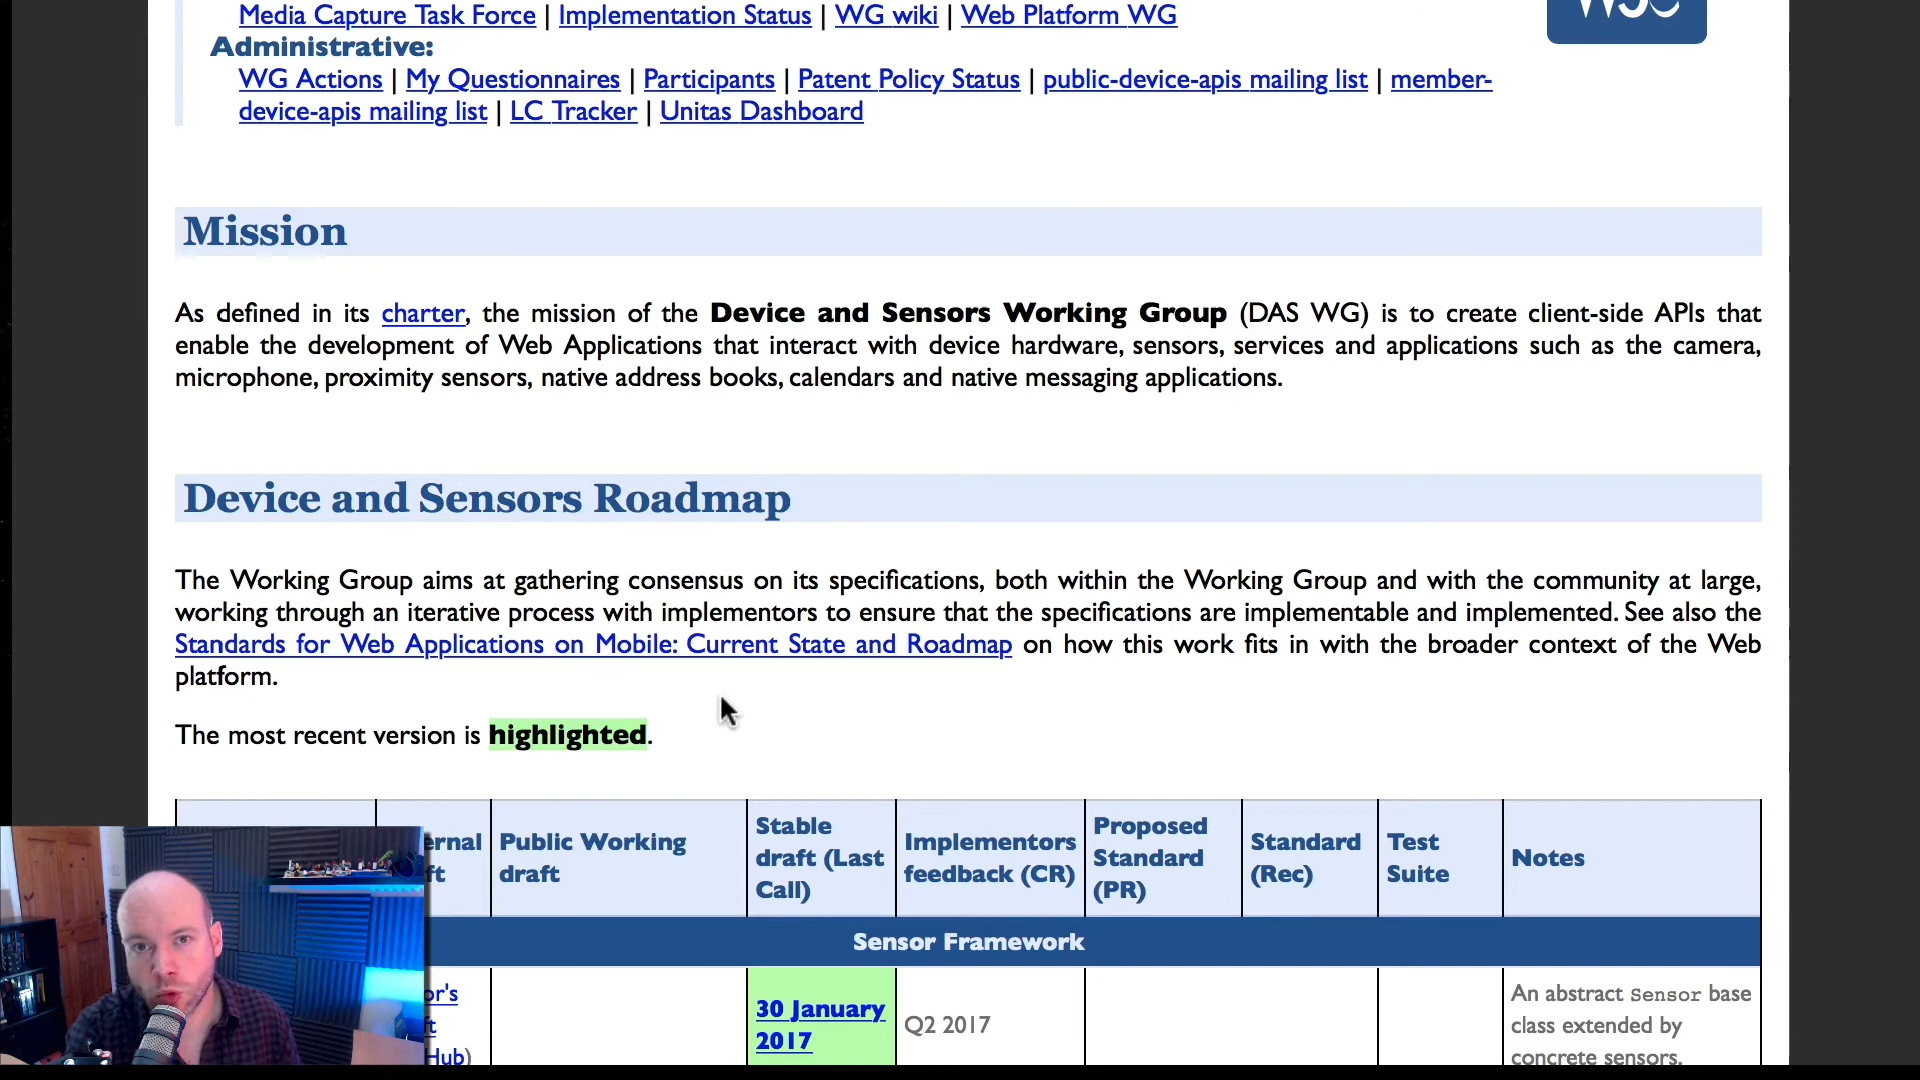 Media Capture Task Force | Implementation Status | WG wiki | Web Platform WG
W3C
Administrative:
WG Actions | My Questionnaires | Participants | Patent Policy Status | public-device-apis mailing list | member-
device-apis mailing list | LC Tracker | Unitas Dashboard
Mission
As defined in its charter, the mission of the Device and Sensors Working Group (DAS WG) is to create client-side APIs that
enable the development of Web Applications that interact with device hardware, sensors, services and applications such as the camera,
microphone, proximity sensors, native address books, calendars and native messaging applications.
Device and Sensors Roadmap
The Working Group aims at gathering consensus on its specifications, both within the Working Group and with the community at large,
working through an iterative process with implementors to ensure that the specifications are implementable and implemented. See also the
Standards for Web Applications on Mobile: Current State and Roadmap on how this work fits in with the broader context of the Web
platform.
The most recent version is highlighted.
ernal
ft
Public Working
draft
Stable
draft (Last
Call)
Implementors
feedback (CR)
Proposed
Standard
(PR)
Standard
(Rec)
Test
Suite
Notes
Sensor Framework
or's
ft
Hub)
30 January
2017
Q2 2017
An abstract Sensor base
class extended by
concrete sensors.